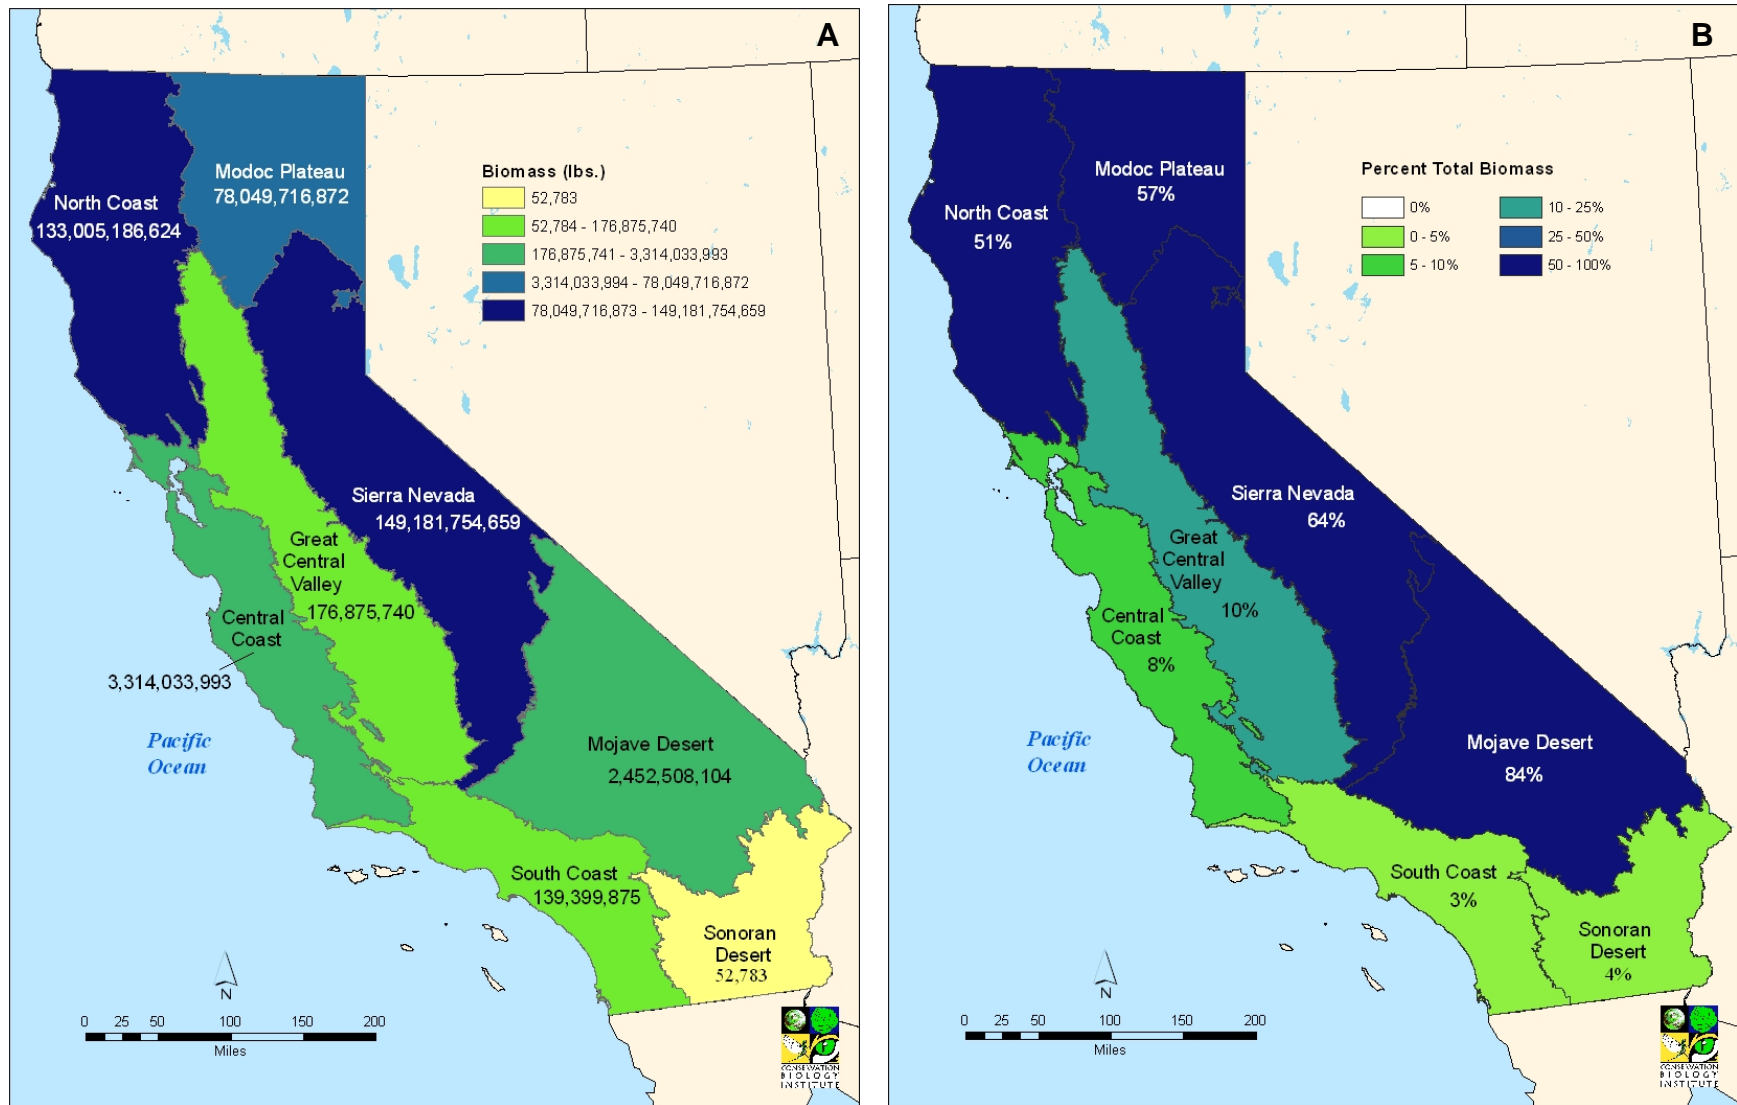 A
North Coast
133,005,186,624
Modoc Plateau
78,049,716,872
Biomass (lbs.)
52,783
52,784 - 176,875,740
176,875,741 - 3,314,033,993
3,314,033,994 - 78,049,716,872
78,049,716,873 - 149,181,754,659
Sierra Nevada
149,181,754,659
Great
Central
Valley
176,875,740
Central
Coast
3,314,033,993
Pacific
Ocean
Mojave Desert
2,452,508,104
South Coast
139,399,875
Sonoran
Desert
52,783
N
0 25 50 100 150 200
Miles
CONSERVATION
BIOLOGY
INSTITUTE
B
North Coast
51%
Modoc Plateau
57%
Percent Total Biomass
0%
0 - 5%
5 - 10%
10 - 25%
25 - 50%
50 - 100%
Sierra Nevada
64%
Great
Central
Valley
10%
Central
Coast
8%
Pacific
Ocean
Mojave Desert
84%
South Coast
3%
Sonoran
Desert
4%
N
0 25 50 100 150 200
Miles
CONSERVATION
BIOLOGY
INSTITUTE